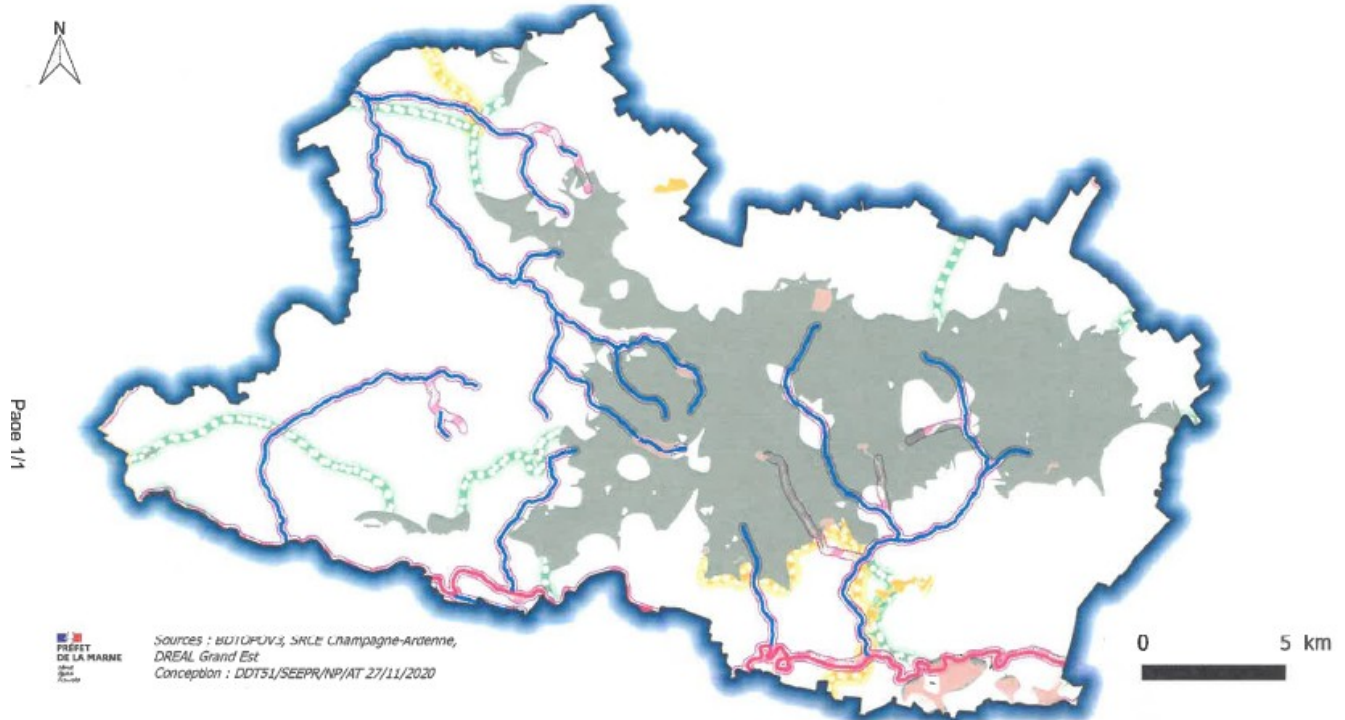 N
Page 1/1
PRÉFET
DE LA MARNE
Sources : BDTOPOV3, SRCE Champagne-Ardenne,
DREAL Grand Est
Conception : DDT51/SEEPR/NP/AT 27/11/2020
0 5 km